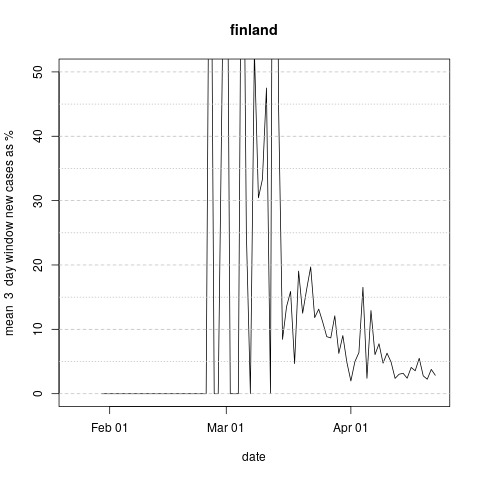 finland
mean  3  day window new cases as %
50
40
30
20
10
0
Feb 01
Mar 01
Apr 01
date